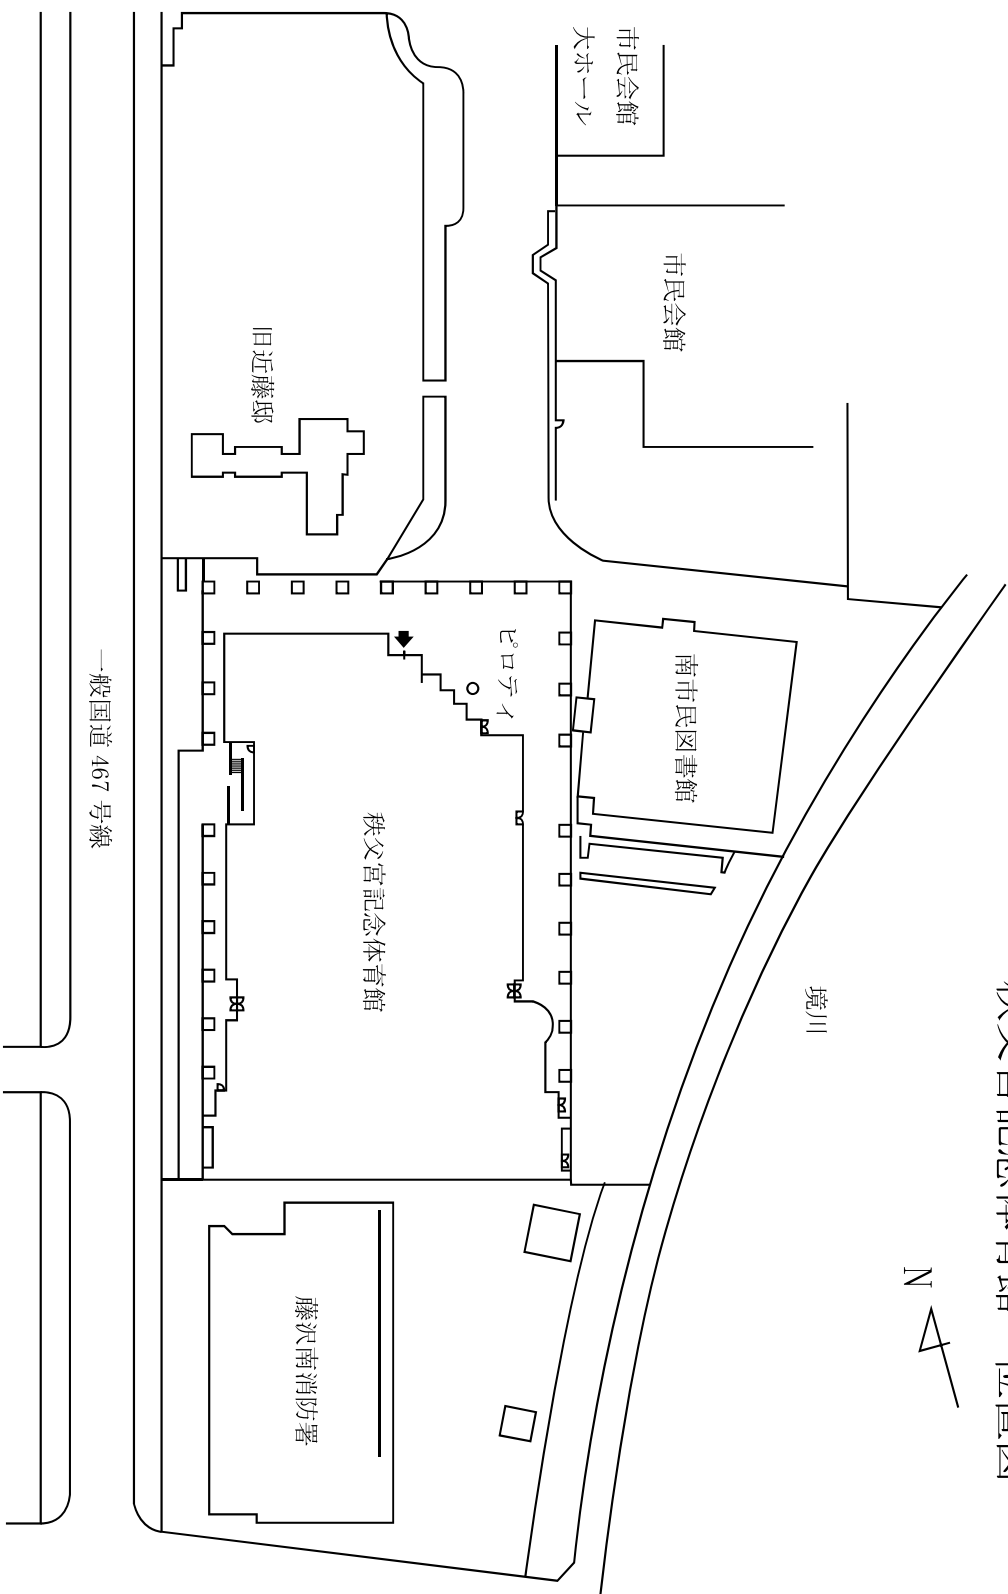 秩父宮記念体育館 位置図
N
境川
市民会館
大ホール
市民会館
南市民図書館
旧近藤邸
ピロティ
秩父宮記念体育館
藤沢南消防署
一般国道 467 号線